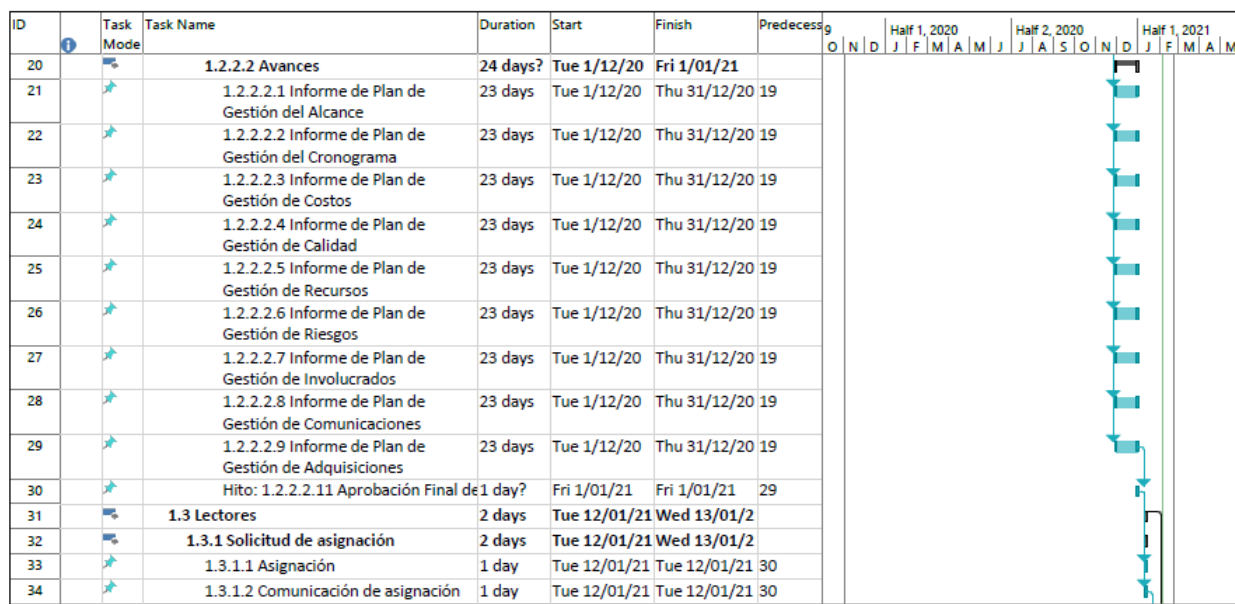 ID Task Mode Task Name Duration Start Finish Predecess 9 Half 1, 2020 Half 2, 2020 Half 1, 2021
O N D J F M A M J J A S O N D J F M A M
20 1.2.2.2 Avances 24 days? Tue 1/12/20 Fri 1/01/21
21 1.2.2.2.1 Informe de Plan de 23 days Tue 1/12/20 Thu 31/12/20 19
Gestión del Alcance
22 1.2.2.2.2 Informe de Plan de 23 days Tue 1/12/20 Thu 31/12/20 19
Gestión del Cronograma
23 1.2.2.2.3 Informe de Plan de 23 days Tue 1/12/20 Thu 31/12/20 19
Gestión de Costos
24 1.2.2.2.4 Informe de Plan de 23 days Tue 1/12/20 Thu 31/12/20 19
Gestión de Calidad
25 1.2.2.2.5 Informe de Plan de 23 days Tue 1/12/20 Thu 31/12/20 19
Gestión de Recursos
26 1.2.2.2.6 Informe de Plan de 23 days Tue 1/12/20 Thu 31/12/20 19
Gestión de Riesgos
27 1.2.2.2.7 Informe de Plan de 23 days Tue 1/12/20 Thu 31/12/20 19
Gestión de Involucrados
28 1.2.2.2.8 Informe de Plan de 23 days Tue 1/12/20 Thu 31/12/20 19
Gestión de Comunicaciones
29 1.2.2.2.9 Informe de Plan de 23 days Tue 1/12/20 Thu 31/12/20 19
Gestión de Adquisiciones
30 Hito: 1.2.2.2.11 Aprobación Final de 1 day? Fri 1/01/21 Fri 1/01/21 29
31 1.3 Lectores 2 days Tue 12/01/21 Wed 13/01/2
32 1.3.1 Solicitud de asignación 2 days Tue 12/01/21 Wed 13/01/2
33 1.3.1.1 Asignación 1 day Tue 12/01/21 Tue 12/01/21 30
34 1.3.1.2 Comunicación de asignación 1 day Tue 12/01/21 Tue 12/01/21 30